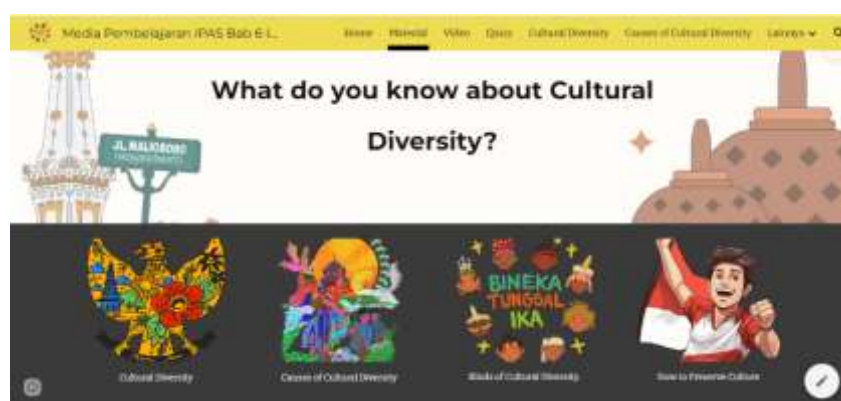 Media Pembelajaran IPAS Bab 6 I...
Home Material Video Quizz Cultural Diversity Causes of Cultural Diversity Lainnya
What do you know about Cultural
Diversity?
JL. MALIOBORO
BINEKA
TUNGGAL
IKA
Cultural Diversity
Causes of Cultural Diversity
Kinds of Cultural Diversity
How to Preserve Culture